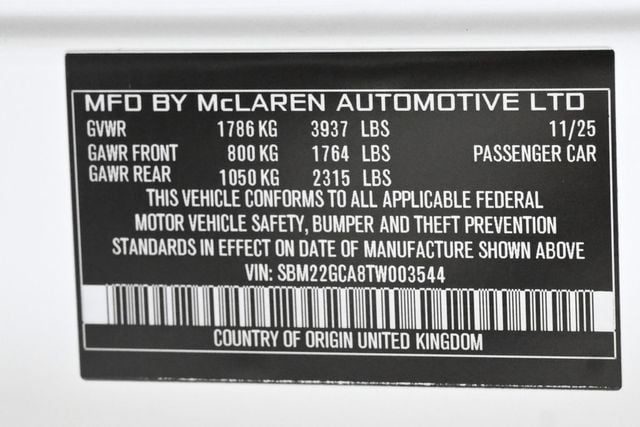 MFD BY McLAREN AUTOMOTIVE LTD
GVWR 1786 KG 3937 LBS 11/25
GAWR FRONT 800 KG 1764 LBS PASSENGER CAR
GAWR REAR 1050 KG 2315 LBS
THIS VEHICLE CONFORMS TO ALL APPLICABLE FEDERAL
MOTOR VEHICLE SAFETY, BUMPER AND THEFT PREVENTION
STANDARDS IN EFFECT ON DATE OF MANUFACTURE SHOWN ABOVE
VIN: SBM22GCA8TW003544
COUNTRY OF ORIGIN UNITED KINGDOM